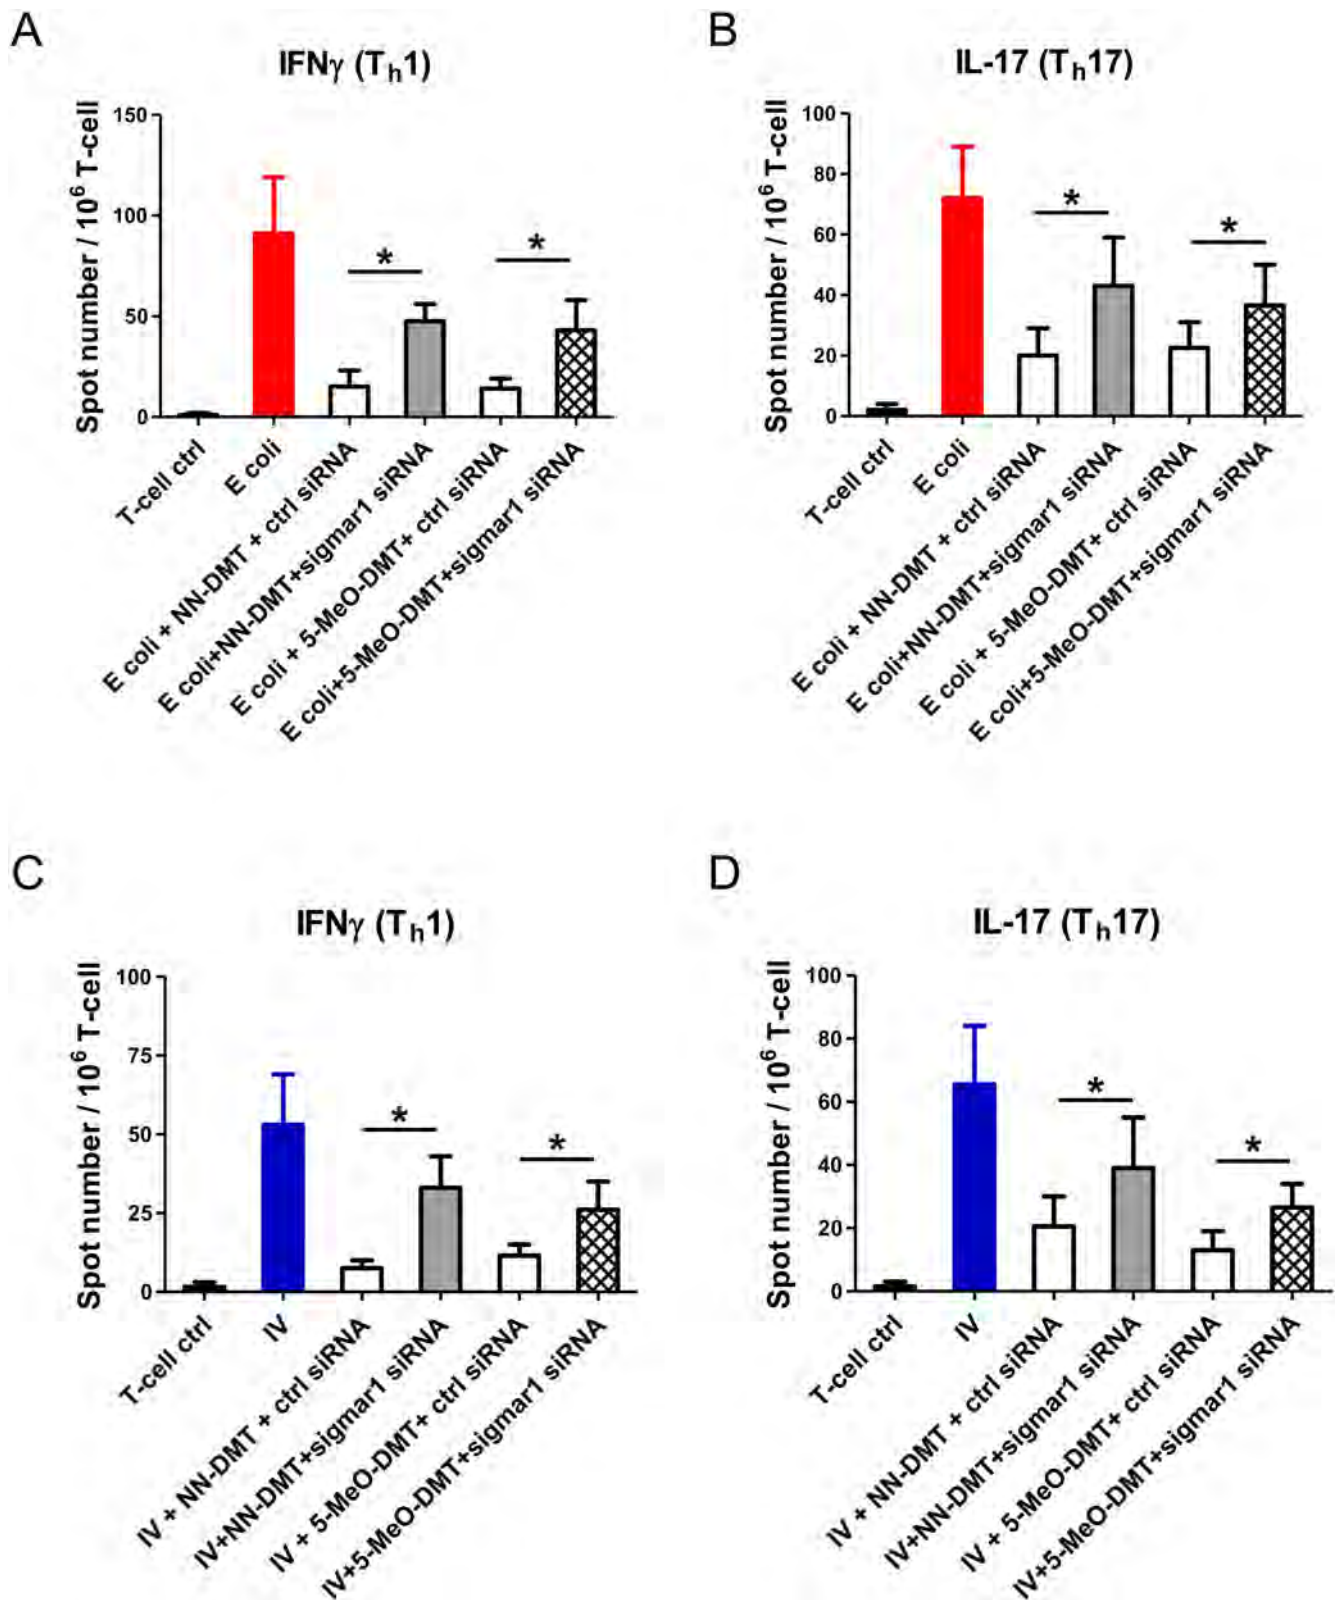 A
IFNγ (Th1)
Spot number / 10^6 T-cell
150
100
50
0
T-cell ctrl
E coli
E coli + NN-DMT + ctrl siRNA
E coli+NN-DMT+sigmar1 siRNA
E coli + 5-MeO-DMT+ ctrl siRNA
E coli+5-MeO-DMT+sigmar1 siRNA
*
*
B
IL-17 (Th17)
Spot number / 10^6 T-cell
100
80
60
40
20
0
T-cell ctrl
E coli
E coli + NN-DMT + ctrl siRNA
E coli+NN-DMT+sigmar1 siRNA
E coli + 5-MeO-DMT+ ctrl siRNA
E coli+5-MeO-DMT+sigmar1 siRNA
*
*
C
IFNγ (Th1)
Spot number / 10^6 T-cell
100
75
50
25
0
T-cell ctrl
IV
IV + NN-DMT + ctrl siRNA
IV+NN-DMT+sigmar1 siRNA
IV + 5-MeO-DMT+ ctrl siRNA
IV+5-MeO-DMT+sigmar1 siRNA
*
*
D
IL-17 (Th17)
Spot number / 10^6 T-cell
100
80
60
40
20
0
T-cell ctrl
IV
IV + NN-DMT + ctrl siRNA
IV+NN-DMT+sigmar1 siRNA
IV + 5-MeO-DMT+ ctrl siRNA
IV+5-MeO-DMT+sigmar1 siRNA
*
*